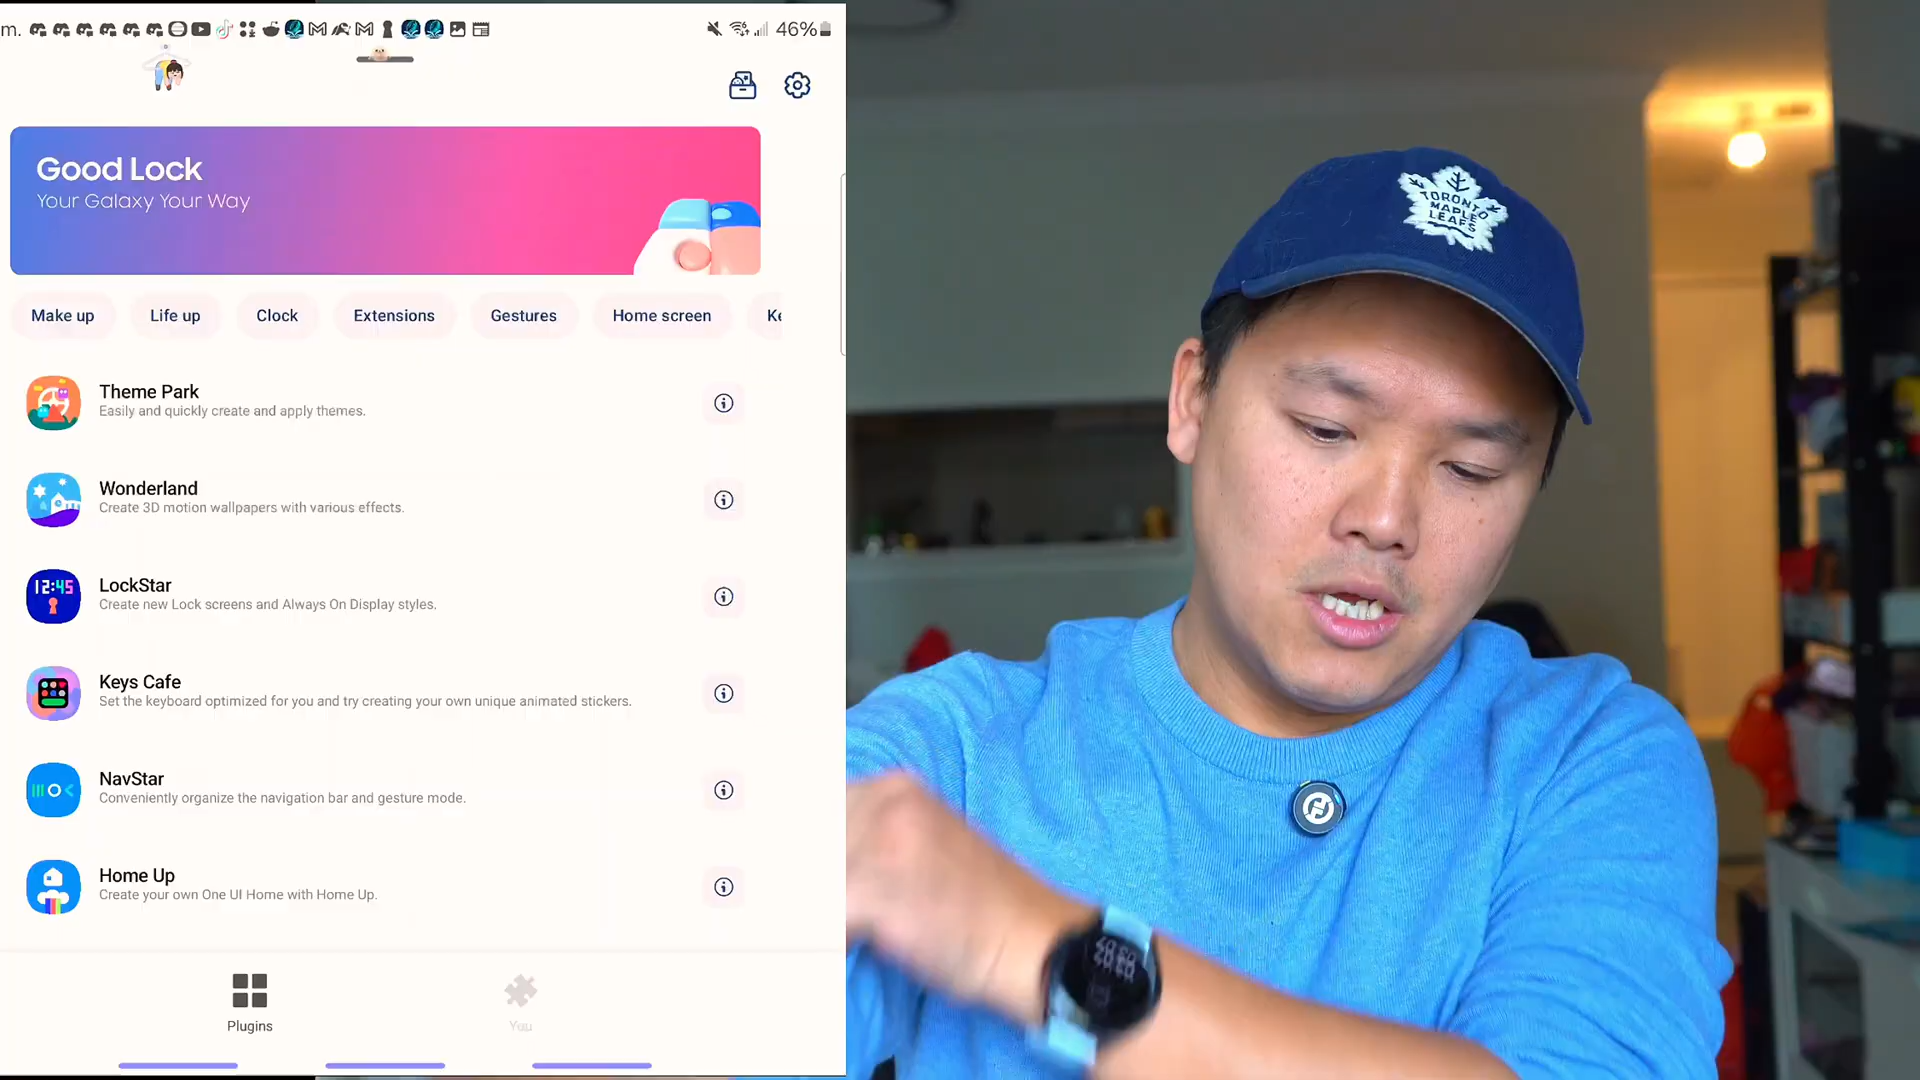 m.
46%
Good Lock
Your Galaxy Your Way
Make up
Life up
Clock
Extensions
Gestures
Home screen
Ke
Theme Park
Easily and quickly create and apply themes.
Wonderland
Create 3D motion wallpapers with various effects.
12:45
LockStar
Create new Lock screens and Always On Display styles.
Keys Cafe
Set the keyboard optimized for you and try creating your own unique animated stickers.
NavStar
Conveniently organize the navigation bar and gesture mode.
Home Up
Create your own One UI Home with Home Up.
Plugins
You
TORONTO
MAPLE
LEAFS